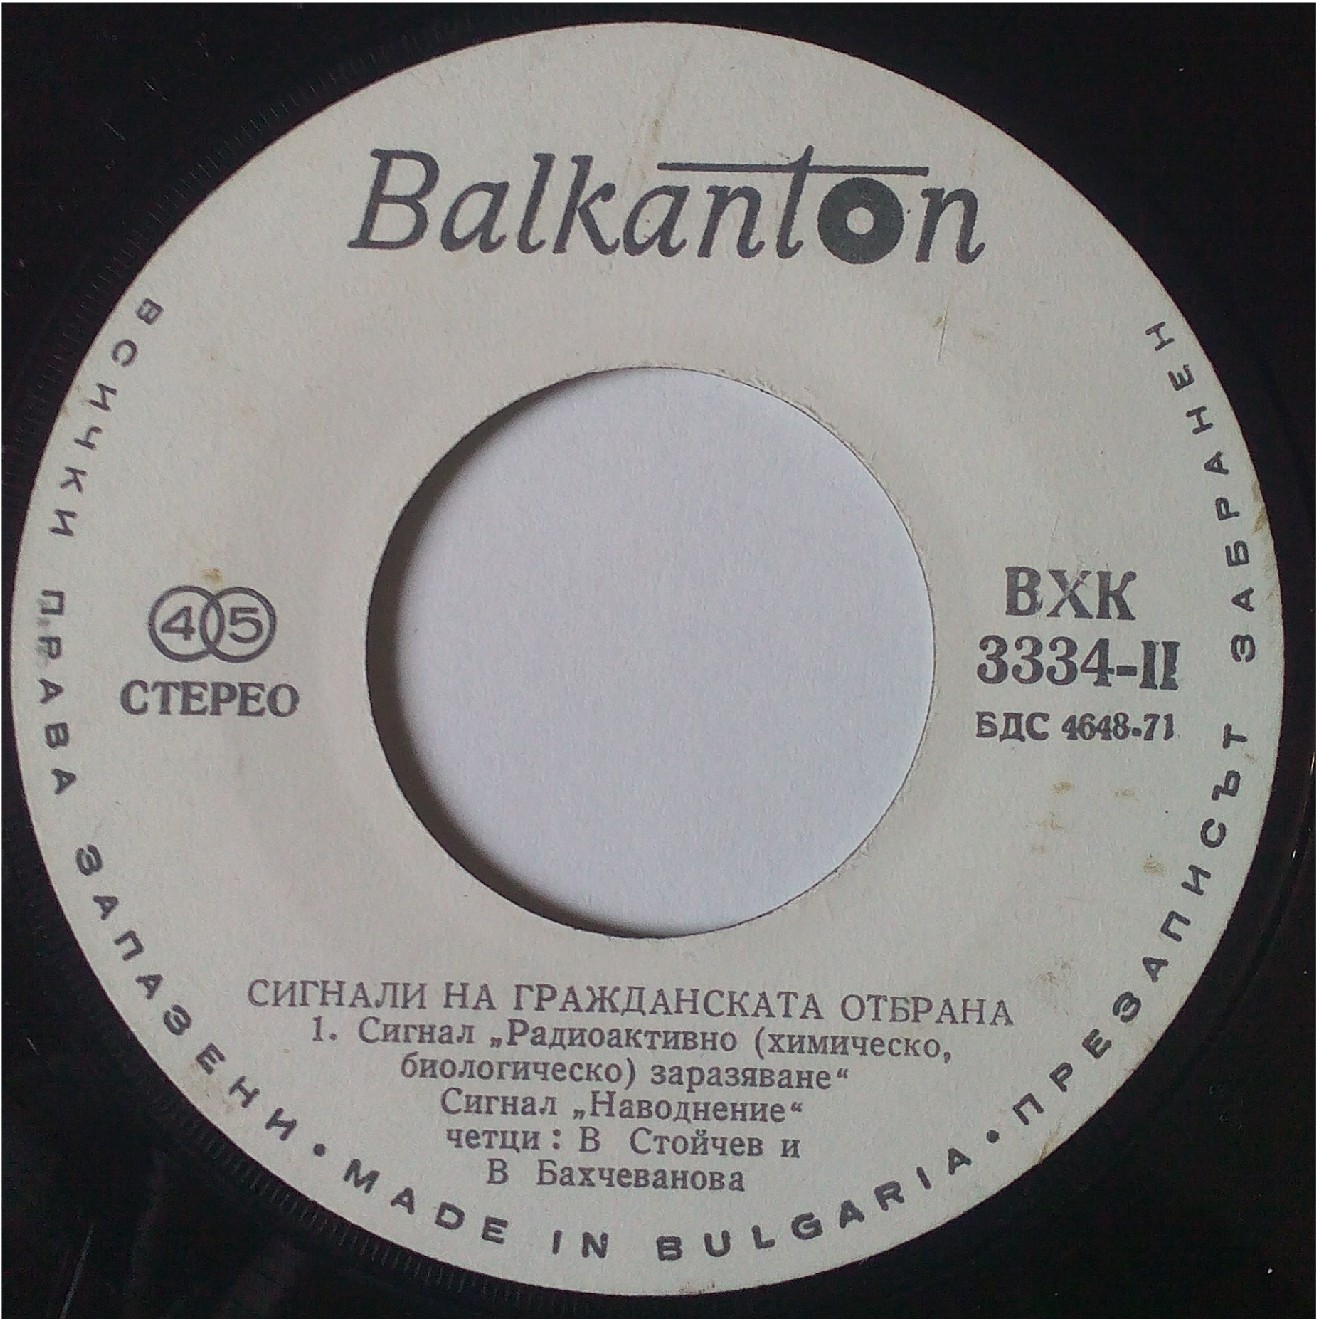 Balkanton
45
СТЕРЕО
ВХК
3334-II
БДС 4648-71
СИГНАЛИ НА ГРАЖДАНСКАТА ОТБРАНА
1. Сигнал „Радиоактивно (химическо,
биологическо) заразяване“
Сигнал „Наводнение“
четци: В Стойчев и
В Бахчеванова
ВСИЧКИ ПРАВА ЗАПАЗЕНИ • MADE IN BULGARIA • ПРЕЗАПИСЪТ ЗАБРАНЕН